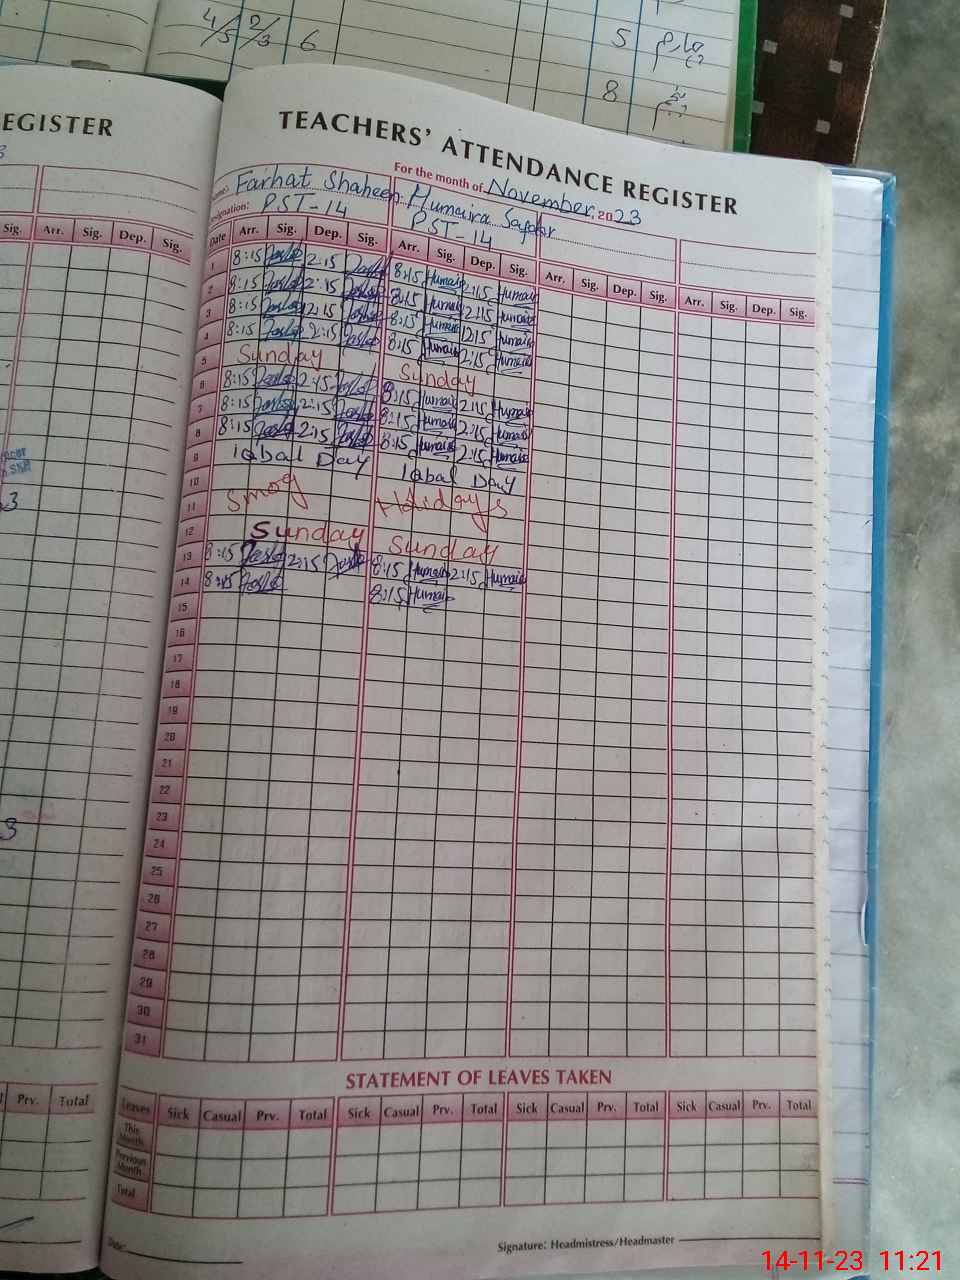 4/5 2/3 6 5
8
EGISTER
TEACHERS' ATTENDANCE REGISTER
For the month of November, 2023
Name: Farhat Shaheen Humaira Safdar
Designation: PST-14 PST-14
Sig. Arr. Sig. Dep. Sig.
Date Arr. Sig. Dep. Sig. Arr. Sig. Dep. Sig. Arr. Sig. Dep. Sig. Arr. Sig. Dep. Sig.
1 8:15 2:15 8:15 Humaira 2:15 Humaira
2 8:15 2:15 8:15 Humaira 2:15 Humaira
3 8:15 2:15 8:15 Humaira 12:15 Humaira
4 8:15 2:15 8:15 Humaira 2:15 Humaira
5 Sunday Sunday
6 8:15 2:15 8:15 Humaira 2:15 Humaira
7 8:15 2:15 8:15 Humaira 2:15 Humaira
8 8:15 2:15 8:15 Humaira 2:15 Humaira
9 Iqbal Day Iqbal Day
10
11 Smog Holidays
12 Sunday Sunday
13 8:15 2:15 8:15 Humaira 2:15 Humaira
14 8:15 8:15 Humaira
15
16
17
18
19
20
21
22
23
24
25
26
27
28
29
30
31
STATEMENT OF LEAVES TAKEN
Prv. Total
Leaves Sick Casual Prv. Total Sick Casual Prv. Total Sick Casual Prv. Total Sick Casual Prv. Total
This Month
Previous Month
Total
Date: Signature: Headmistress/Headmaster
14-11-23 11:21